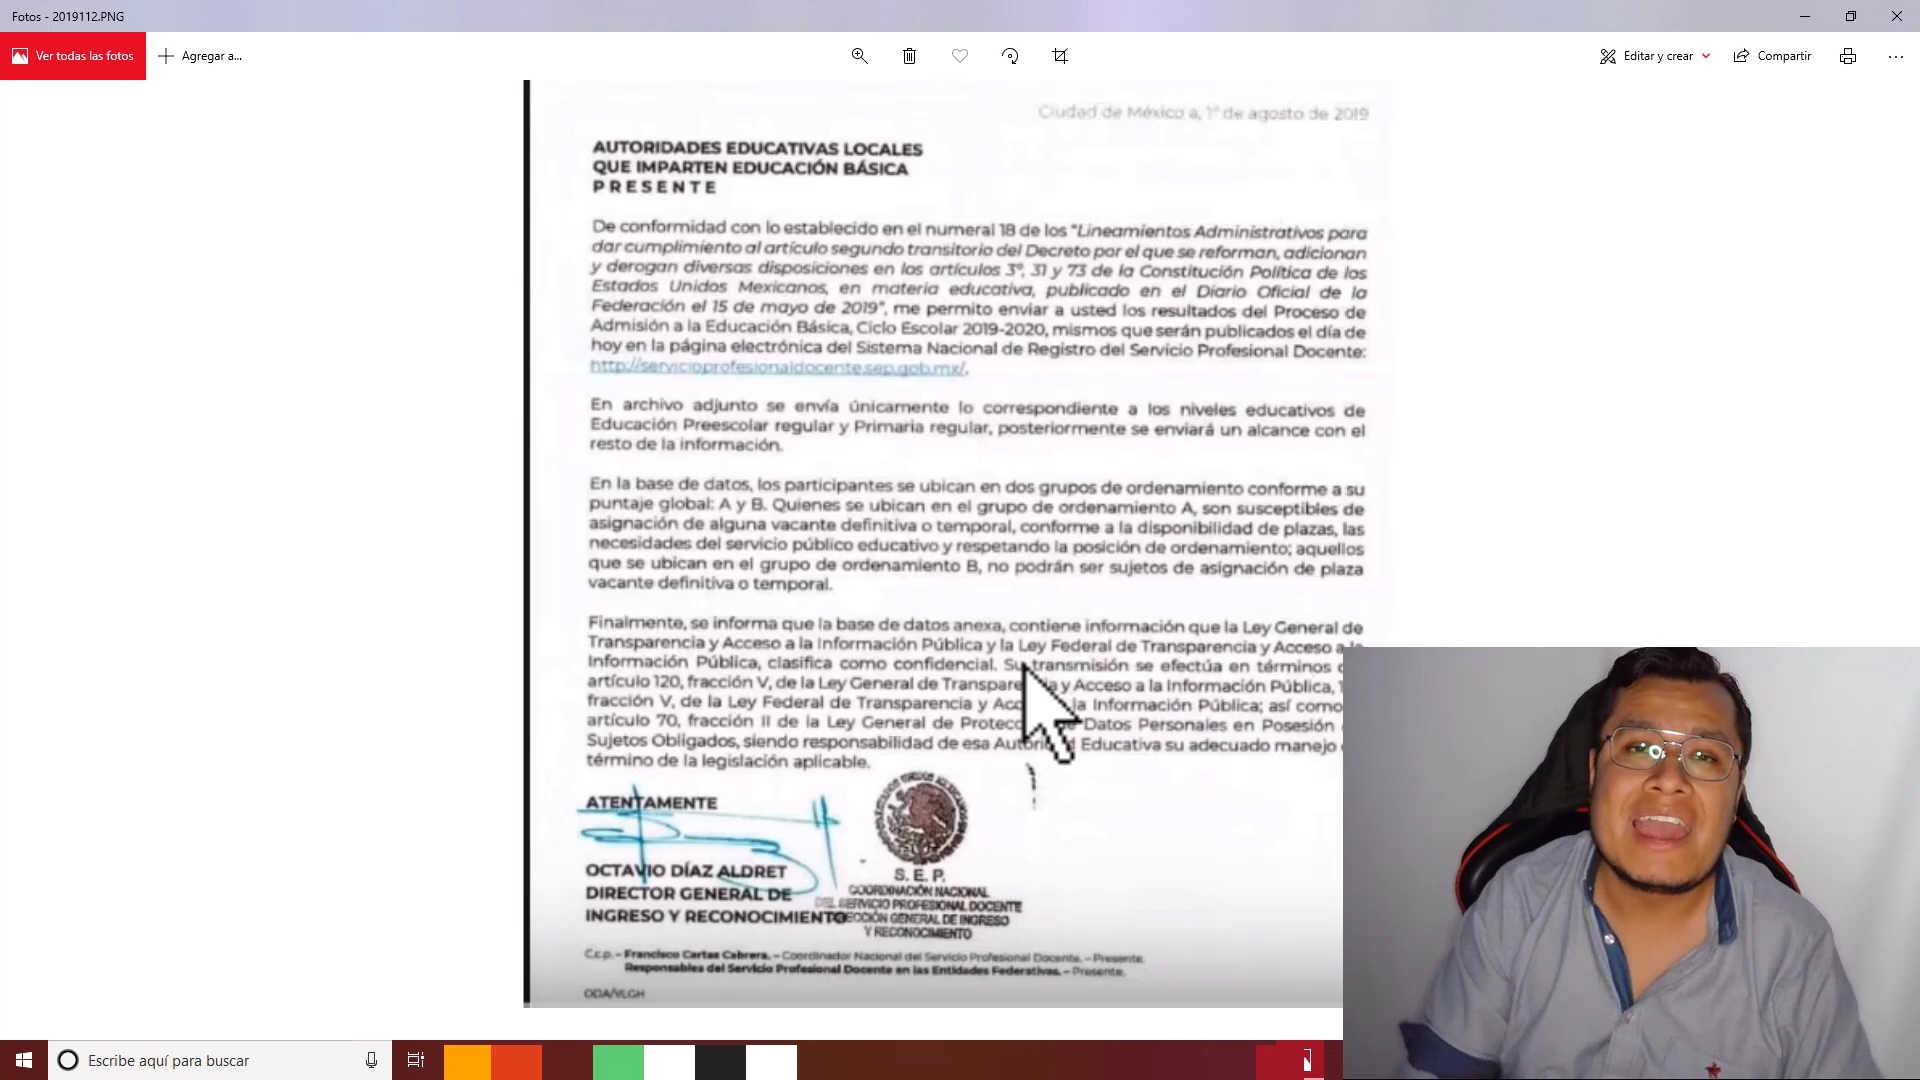 Fotos - 2019112.PNG
Ver todas las fotos
Agregar a...
Editar y crear
Compartir
Ciudad de México a, 1° de agosto de 2019
AUTORIDADES EDUCATIVAS LOCALES
QUE IMPARTEN EDUCACIÓN BÁSICA
P R E S E N T E
De conformidad con lo establecido en el numeral 18 de los "Lineamientos Administrativos para
dar cumplimiento al artículo segundo transitorio del Decreto por el que se reforman, adicionan
y derogan diversas disposiciones en los artículos 3°, 31 y 73 de la Constitución Política de los
Estados Unidos Mexicanos, en materia educativa, publicado en el Diario Oficial de la
Federación el 15 de mayo de 2019", me permito enviar a usted los resultados del Proceso de
Admisión a la Educación Básica, Ciclo Escolar 2019-2020, mismos que serán publicados el día de
hoy en la página electrónica del Sistema Nacional de Registro del Servicio Profesional Docente:
http://servicioprofesionaldocente.sep.gob.mx/.
En archivo adjunto se envía únicamente lo correspondiente a los niveles educativos de
Educación Preescolar regular y Primaria regular, posteriormente se enviará un alcance con el
resto de la información.
En la base de datos, los participantes se ubican en dos grupos de ordenamiento conforme a su
puntaje global: A y B. Quienes se ubican en el grupo de ordenamiento A, son susceptibles de
asignación de alguna vacante definitiva o temporal, conforme a la disponibilidad de plazas, las
necesidades del servicio público educativo y respetando la posición de ordenamiento; aquellos
que se ubican en el grupo de ordenamiento B, no podrán ser sujetos de asignación de plaza
vacante definitiva o temporal.
Finalmente, se informa que la base de datos anexa, contiene información que la Ley General de
Transparencia y Acceso a la Información Pública y la Ley Federal de Transparencia y Acceso a
Información Pública, clasifica como confidencial. Su transmisión se efectúa en términos
artículo 120, fracción V, de la Ley General de y Acceso a la Información Pública,
fracción V, de la Ley Federal de Transparencia y la Información Pública; así como
artículo 70, fracción II de la Ley General de Datos Personales en Posesión
Sujetos Obligados, siendo responsabilidad de esa Educativa su adecuado manejo
término de la legislación aplicable.
ATENTAMENTE
OCTAVIO DÍAZ ALDRET
DIRECTOR GENERAL DE
INGRESO Y RECONOCIMIENTO
ESTADOS UNIDOS MEXICANOS
S. E. P.
COORDINACIÓN NACIONAL
DEL SERVICIO PROFESIONAL DOCENTE
GENERAL DE INGRESO
Y RECONOCIMIENTO
C.c.p. – Francisco Cartas Cabrera. – Coordinador Nacional del Servicio Profesional Docente. – Presente.
Responsables del Servicio Profesional Docente en las Entidades Federativas. – Presente.
ODA/VLGH
Escribe aquí para buscar